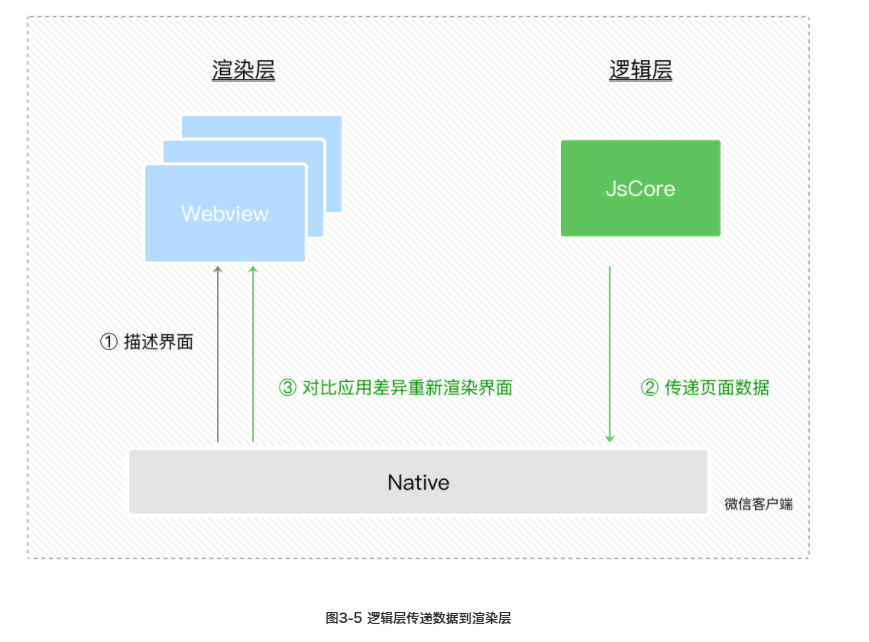 渲染层
逻辑层
Webview
JsCore
① 描述界面
③ 对比应用差异重新渲染界面
② 传递页面数据
Native
微信客户端
图3-5 逻辑层传递数据到渲染层